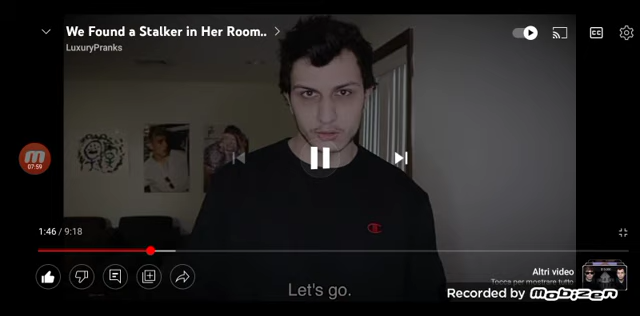 We Found a Stalker in Her Room..
LuxuryPranks
CC
07:59
1:46 / 9:18
Altri video
Tocca per mostrare tutto
Let's go.
Recorded by mobizen